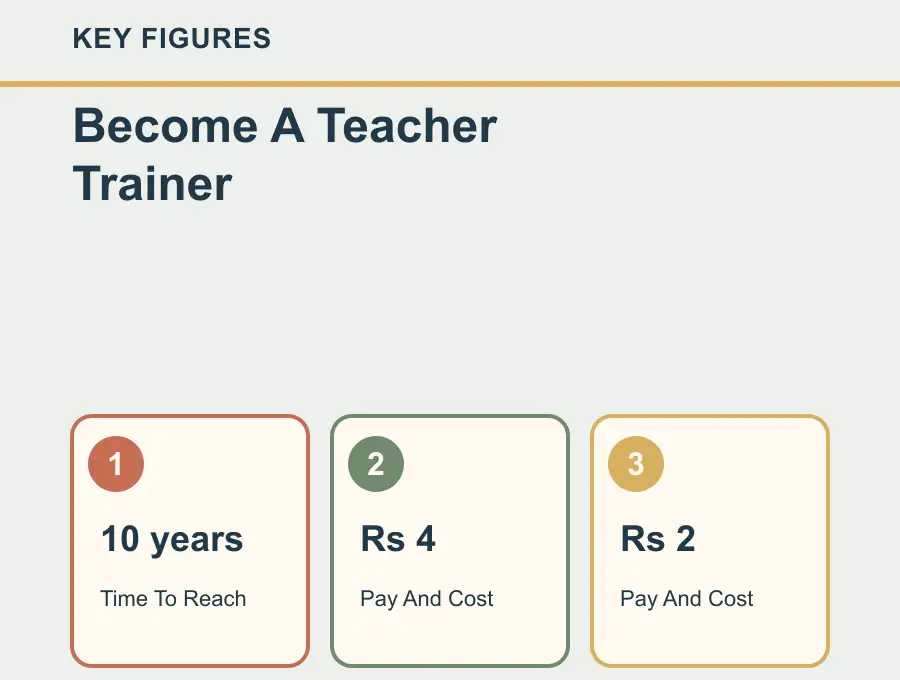 KEY FIGURES
Become A Teacher
Trainer
1
10 years
Time To Reach
2
Rs 4
Pay And Cost
3
Rs 2
Pay And Cost